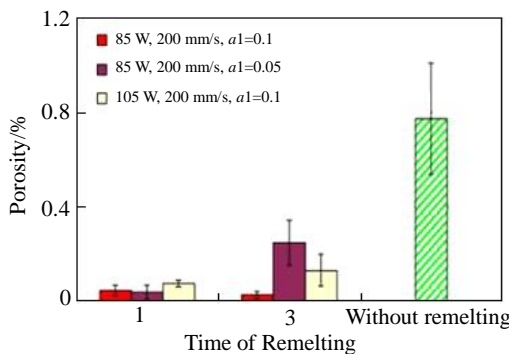 1.2
85 W, 200 mm/s, a1=0.1
85 W, 200 mm/s, a1=0.05
105 W, 200 mm/s, a1=0.1
0.8
Porosity/%
0.4
0
1 3 Without remelting
Time of Remelting